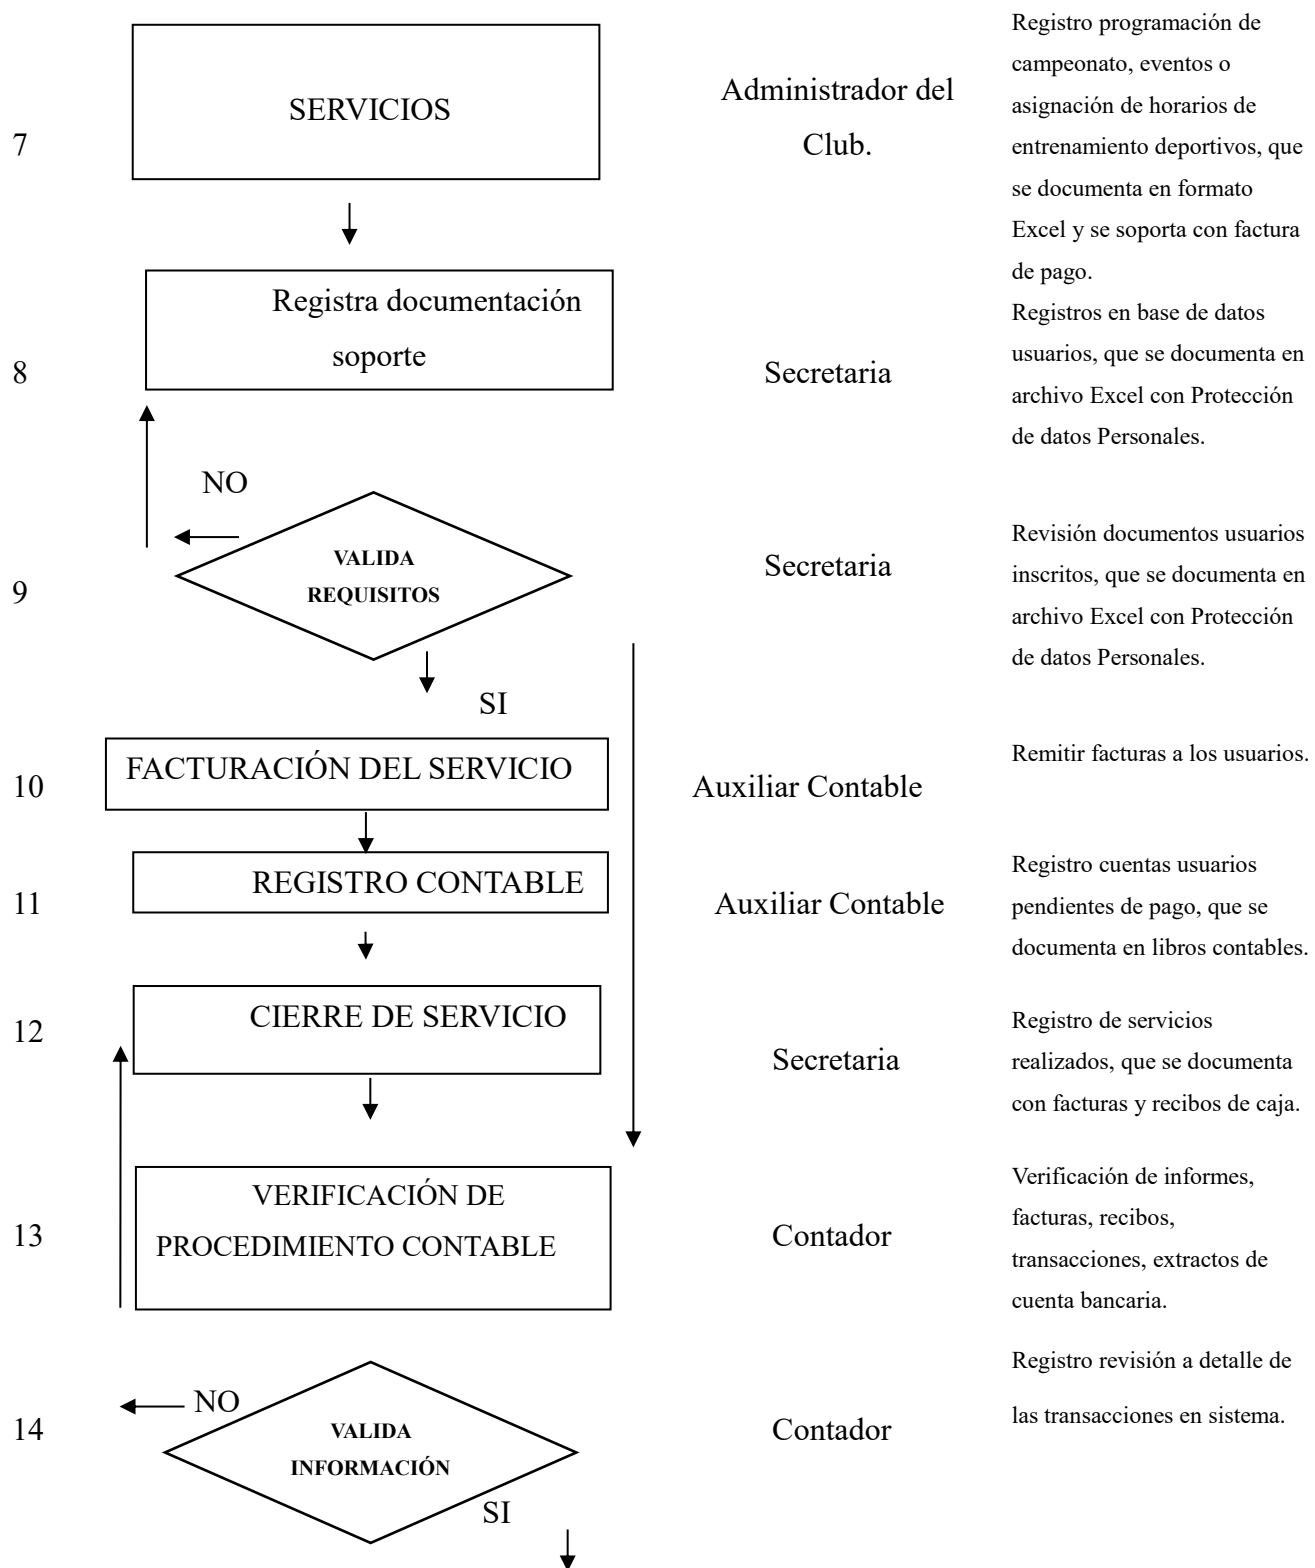 7
SERVICIOS
Administrador del
Club.
Registro programación de
campeonato, eventos o
asignación de horarios de
entrenamiento deportivos, que
se documenta en formato
Excel y se soporta con factura
de pago.
8
Registra documentación
soporte
Secretaria
Registros en base de datos
usuarios, que se documenta en
archivo Excel con Protección
de datos Personales.
NO
9
VALIDA
REQUISITOS
Secretaria
Revisión documentos usuarios
inscritos, que se documenta en
archivo Excel con Protección
de datos Personales.
SI
10
FACTURACIÓN DEL SERVICIO
Auxiliar Contable
Remitir facturas a los usuarios.
11
REGISTRO CONTABLE
Auxiliar Contable
Registro cuentas usuarios
pendientes de pago, que se
documenta en libros contables.
12
CIERRE DE SERVICIO
Secretaria
Registro de servicios
realizados, que se documenta
con facturas y recibos de caja.
13
VERIFICACIÓN DE
PROCEDIMIENTO CONTABLE
Contador
Verificación de informes,
facturas, recibos,
transacciones, extractos de
cuenta bancaria.
14
NO
VALIDA
INFORMACIÓN
Contador
Registro revisión a detalle de
las transacciones en sistema.
SI